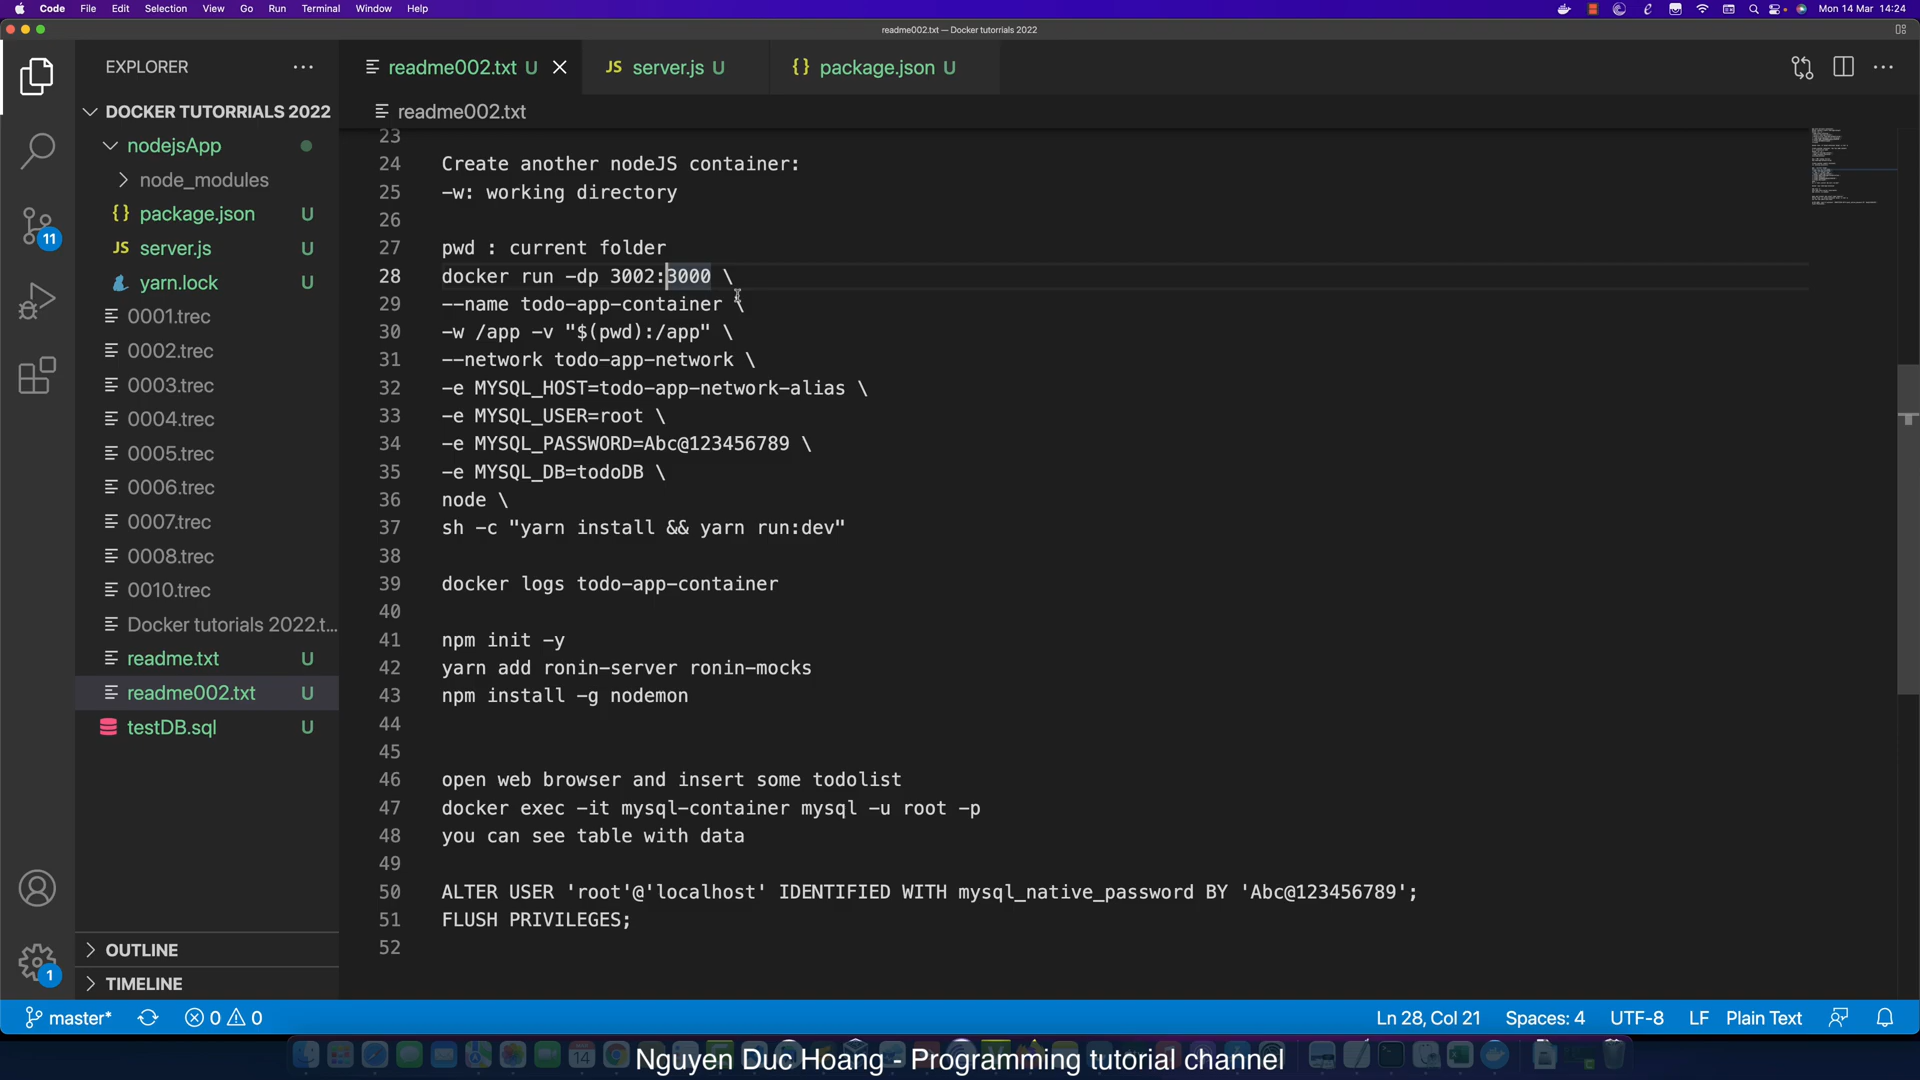 Code File Edit Selection View Go Run Terminal Window Help
Mon 14 Mar 14:24
readme002.txt — Docker tutorrials 2022
EXPLORER
readme002.txt U
JS server.js U
{} package.json U
DOCKER TUTORRIALS 2022
readme002.txt
nodejsApp
node_modules
{} package.json U
JS server.js U
yarn.lock U
0001.trec
0002.trec
0003.trec
0004.trec
0005.trec
0006.trec
0007.trec
0008.trec
0010.trec
Docker tutorials 2022.t...
readme.txt U
readme002.txt U
testDB.sql U
OUTLINE
TIMELINE
11
1
23
24 Create another nodeJS container:
25 -w: working directory
26
27 pwd : current folder
28 docker run -dp 3002:3000 \
29 --name todo-app-container \
30 -w /app -v "$(pwd):/app" \
31 --network todo-app-network \
32 -e MYSQL_HOST=todo-app-network-alias \
33 -e MYSQL_USER=root \
34 -e MYSQL_PASSWORD=Abc@123456789 \
35 -e MYSQL_DB=todoDB \
36 node \
37 sh -c "yarn install && yarn run:dev"
38
39 docker logs todo-app-container
40
41 npm init -y
42 yarn add ronin-server ronin-mocks
43 npm install -g nodemon
44
45
46 open web browser and insert some todolist
47 docker exec -it mysql-container mysql -u root -p
48 you can see table with data
49
50 ALTER USER 'root'@'localhost' IDENTIFIED WITH mysql_native_password BY 'Abc@123456789';
51 FLUSH PRIVILEGES;
52
master* 0 0
Ln 28, Col 21 Spaces: 4 UTF-8 LF Plain Text
Nguyen Duc Hoang - Programming tutorial channel